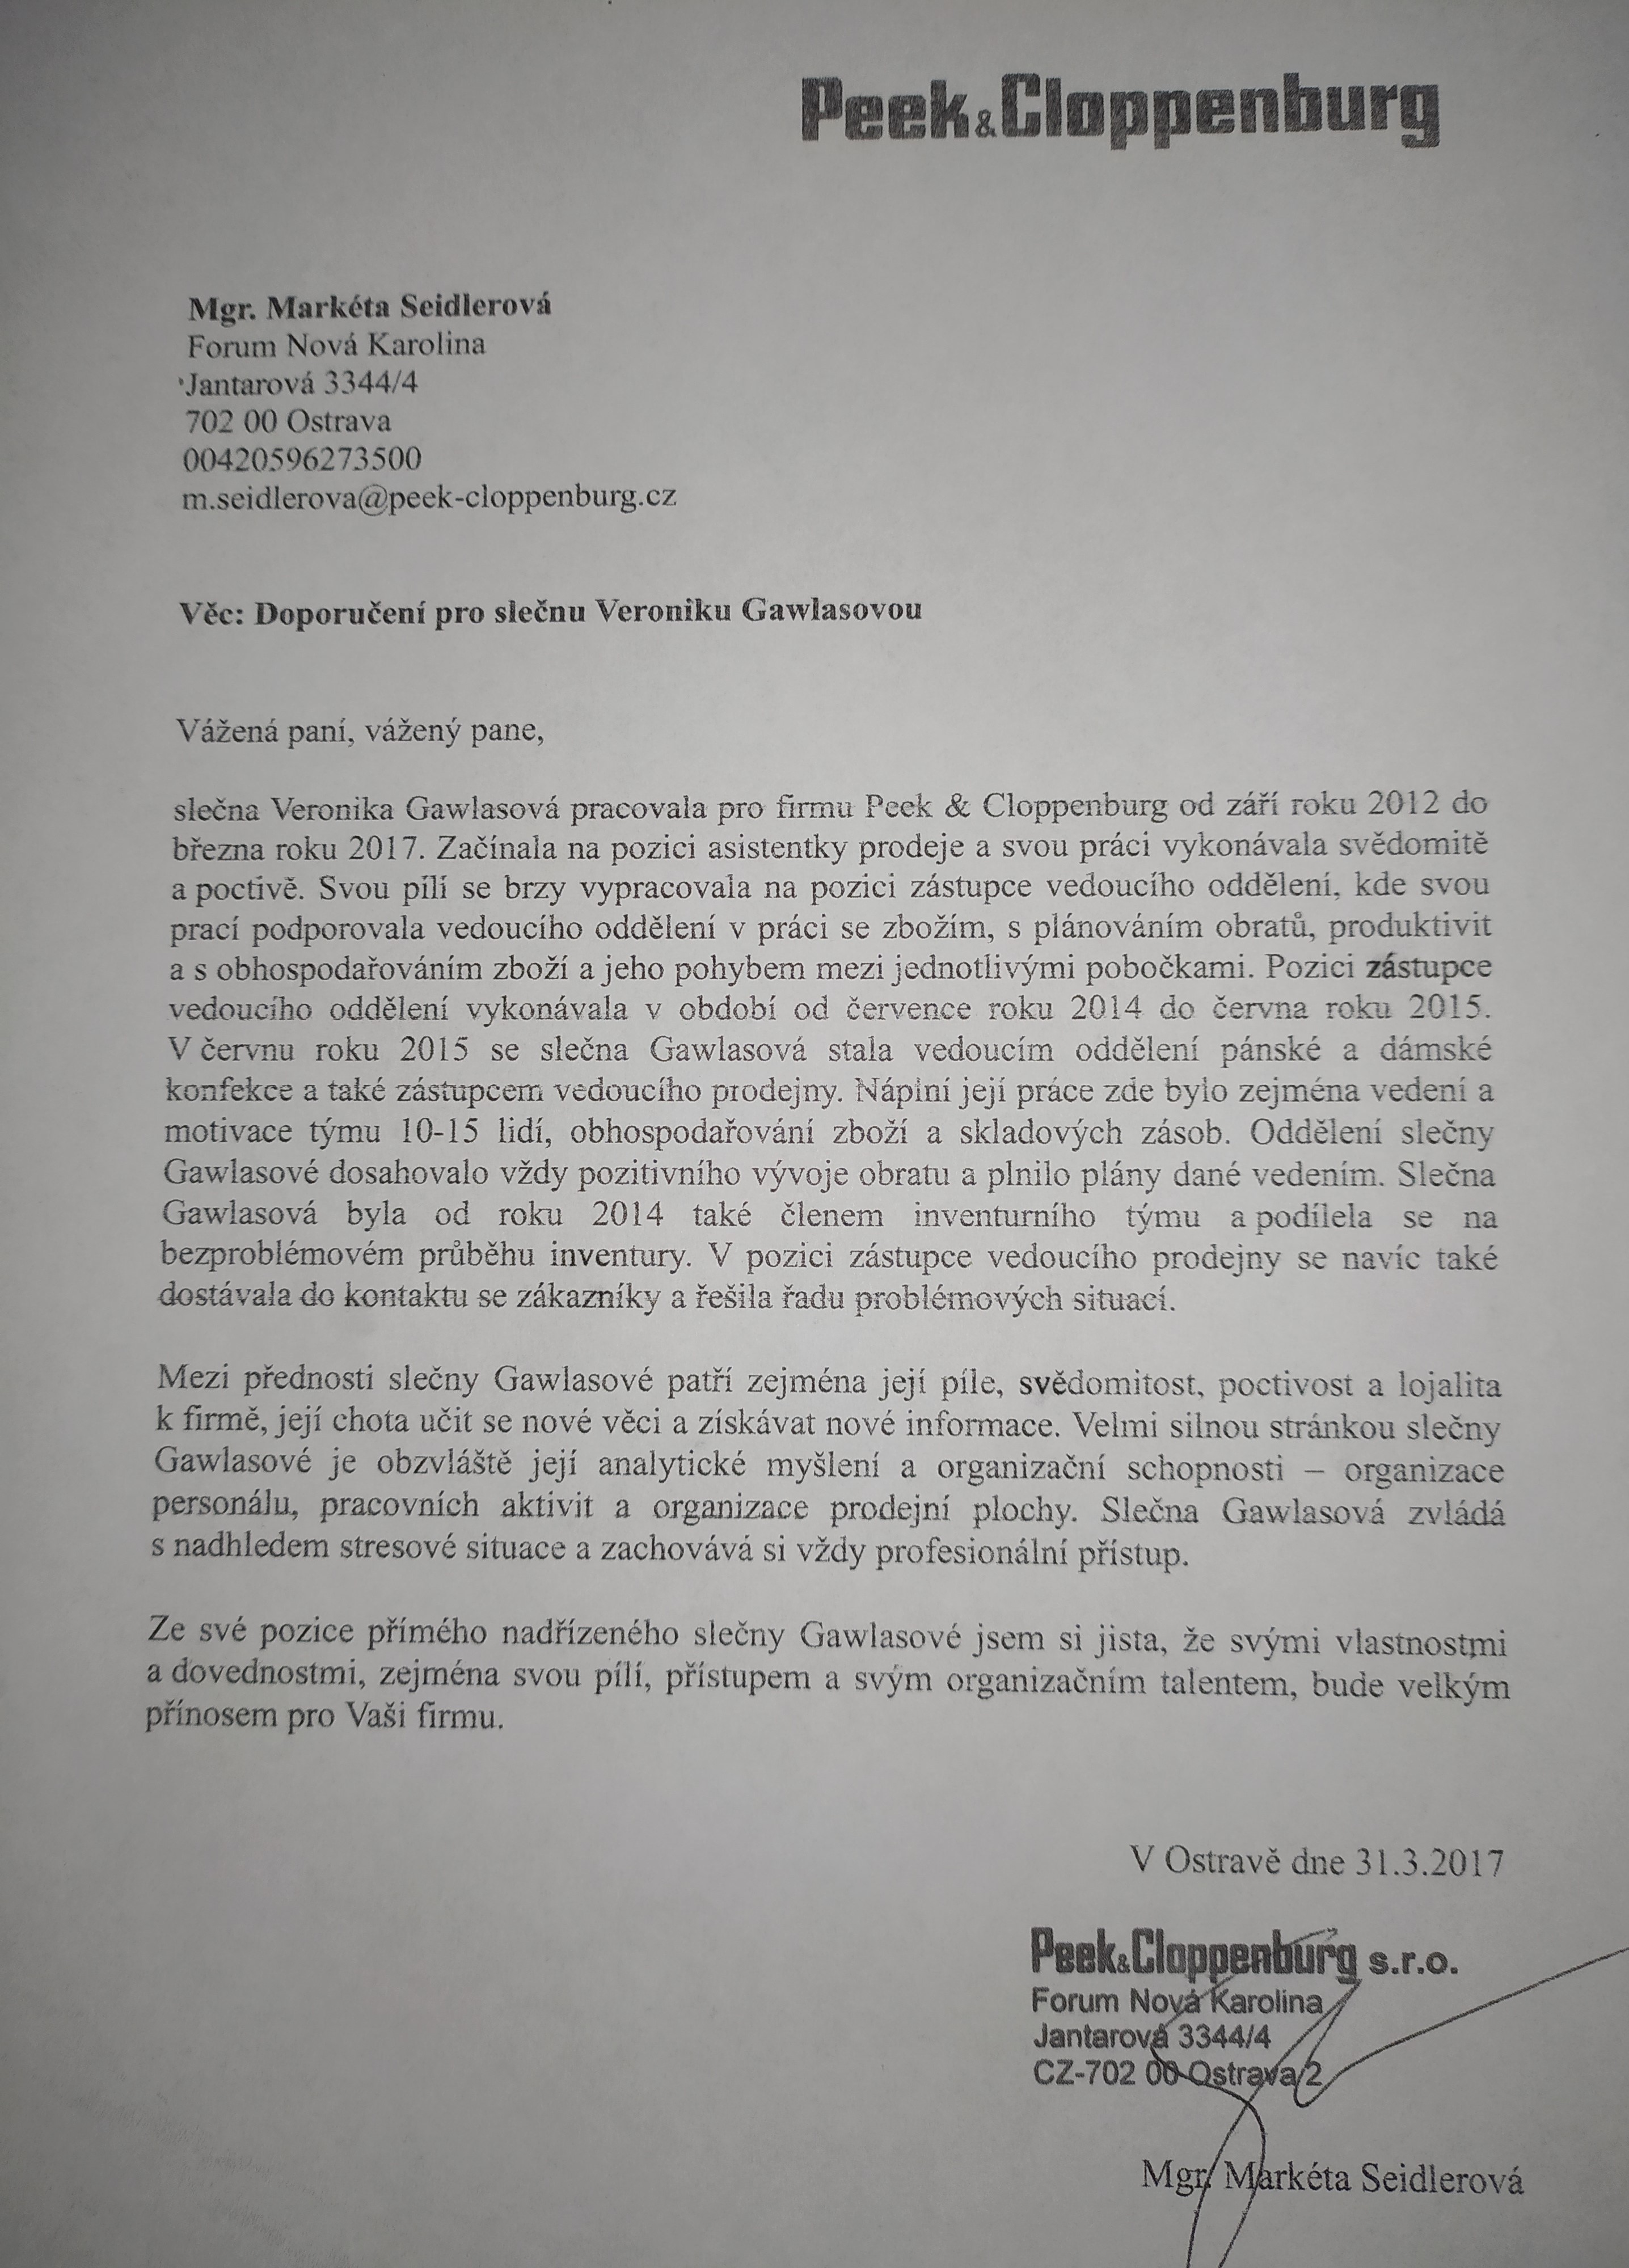 Peek&Cloppenburg
Mgr. Markéta Seidlerová
Forum Nová Karolina
Jantarová 3344/4
702 00 Ostrava
00420596273500
m.seidlerova@peek-cloppenburg.cz
Věc: Doporučení pro slečnu Veroniku Gawlasovou
Vážená paní, vážený pane,
slečna Veronika Gawlasová pracovala pro firmu Peek & Cloppenburg od září roku 2012 do
března roku 2017. Začínala na pozici asistentky prodeje a svou práci vykonávala svědomitě
a poctivě. Svou pílí se brzy vypracovala na pozici zástupce vedoucího oddělení, kde svou
prací podporovala vedoucího oddělení v práci se zbožím, s plánováním obratů, produktivit
a s obhospodařováním zboží a jeho pohybem mezi jednotlivými pobočkami. Pozici zástupce
vedoucího oddělení vykonávala v období od července roku 2014 do června roku 2015.
V červnu roku 2015 se slečna Gawlasová stala vedoucím oddělení pánské a dámské
konfekce a také zástupcem vedoucího prodejny. Náplní její práce zde bylo zejména vedení a
motivace týmu 10-15 lidí, obhospodařování zboží a skladových zásob. Oddělení slečny
Gawlasové dosahovalo vždy pozitivního vývoje obratu a plnilo plány dané vedením. Slečna
Gawlasová byla od roku 2014 také členem inventurního týmu a podílela se na
bezproblémovém průběhu inventury. V pozici zástupce vedoucího prodejny se navíc také
dostávala do kontaktu se zákazníky a řešila řadu problémových situací.
Mezi přednosti slečny Gawlasové patří zejména její píle, svědomitost, poctivost a lojalita
k firmě, její chota učit se nové věci a získávat nové informace. Velmi silnou stránkou slečny
Gawlasové je obzvláště její analytické myšlení a organizační schopnosti – organizace
personálu, pracovních aktivit a organizace prodejní plochy. Slečna Gawlasová zvládá
s nadhledem stresové situace a zachovává si vždy profesionální přístup.
Ze své pozice přímého nadřízeného slečny Gawlasové jsem si jista, že svými vlastnostmi
a dovednostmi, zejména svou pílí, přístupem a svým organizačním talentem, bude velkým
přínosem pro Vaši firmu.
V Ostravě dne 31.3.2017
Peek&Cloppenburg s.r.o.
Forum Nová Karolina
Jantarová 3344/4
CZ-702 00 Ostrava 2
Mgr. Markéta Seidlerová